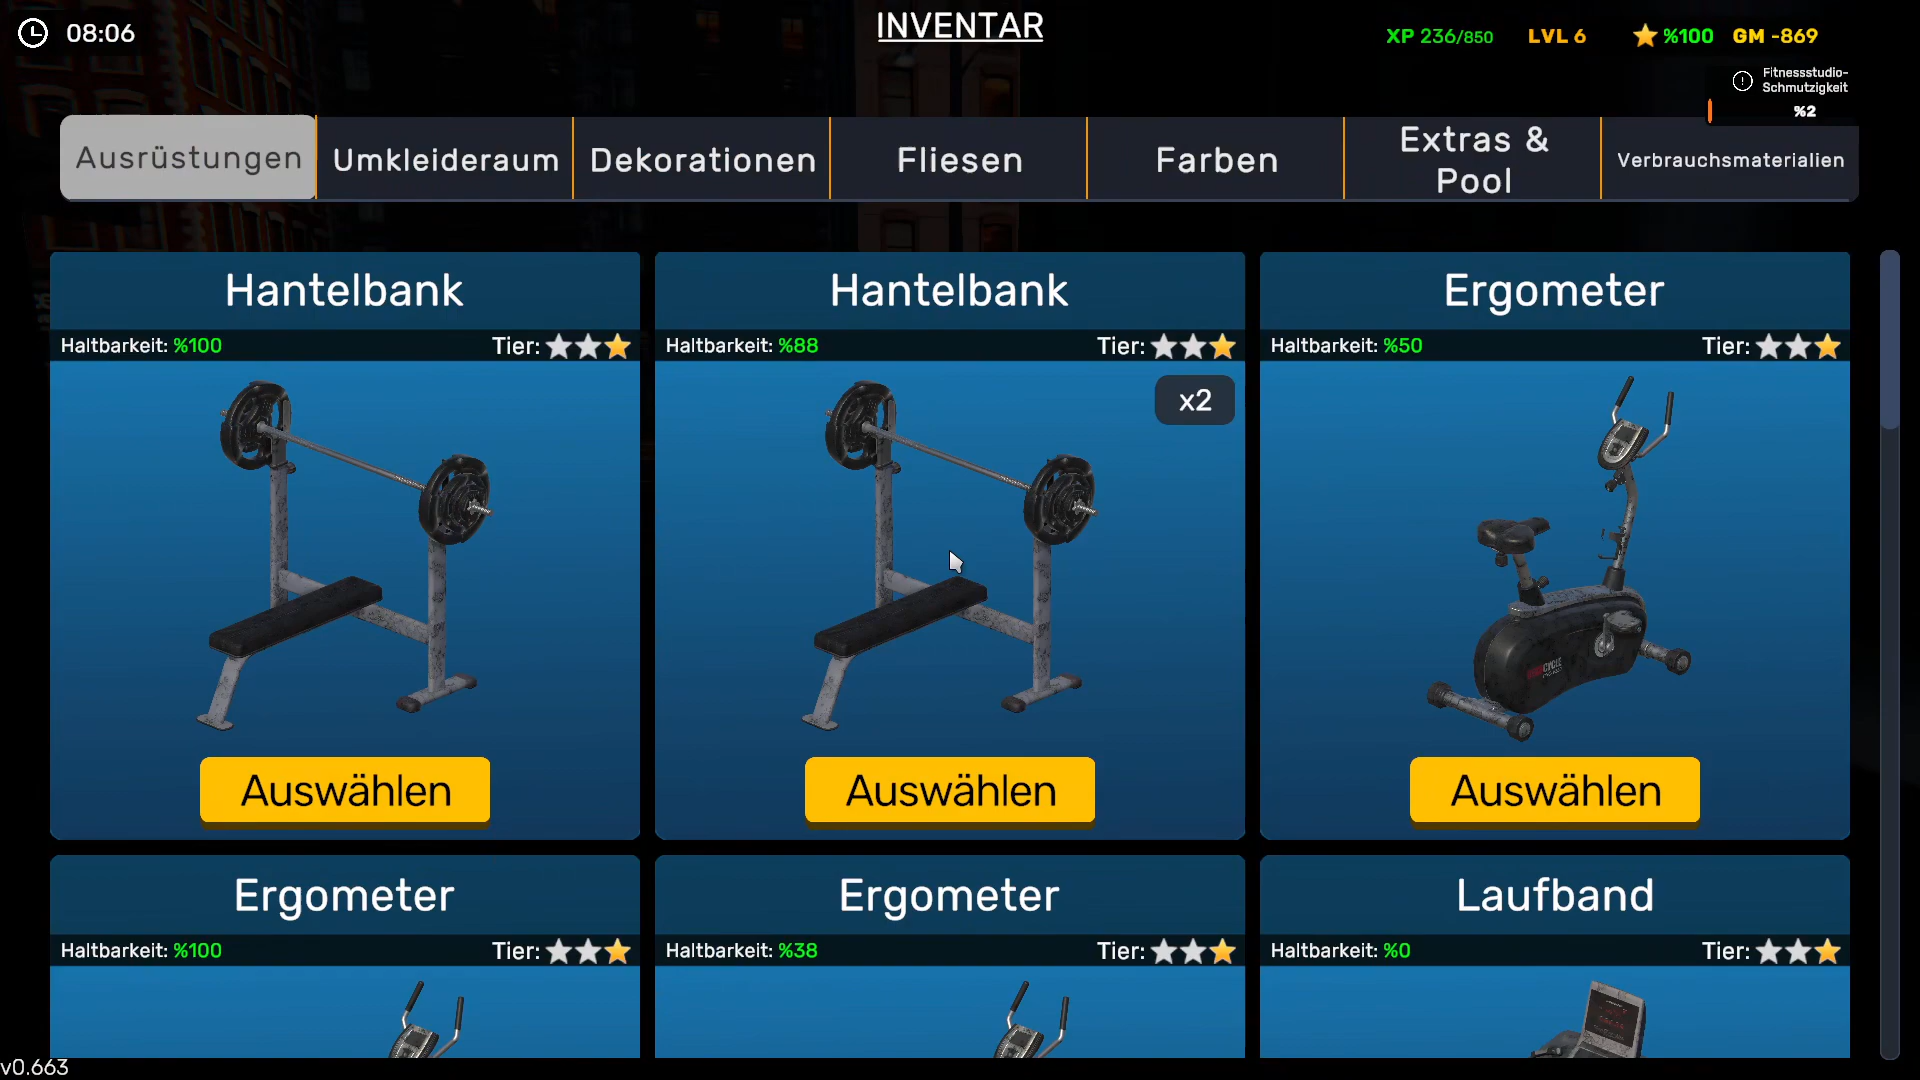 08:06
INVENTAR
XP 236/850 LVL 6 %100 GM -869
Fitnessstudio-
Schmutzigkeit
%2
Ausrüstungen
Umkleideraum
Dekorationen
Fliesen
Farben
Extras &
Pool
Verbrauchsmaterialien
Hantelbank
Haltbarkeit: %100 Tier:
Auswählen
Hantelbank
Haltbarkeit: %88 Tier:
x2
Auswählen
Ergometer
Haltbarkeit: %50 Tier:
Auswählen
Ergometer
Haltbarkeit: %100 Tier:
Ergometer
Haltbarkeit: %38 Tier:
Laufband
Haltbarkeit: %0 Tier:
v0.663